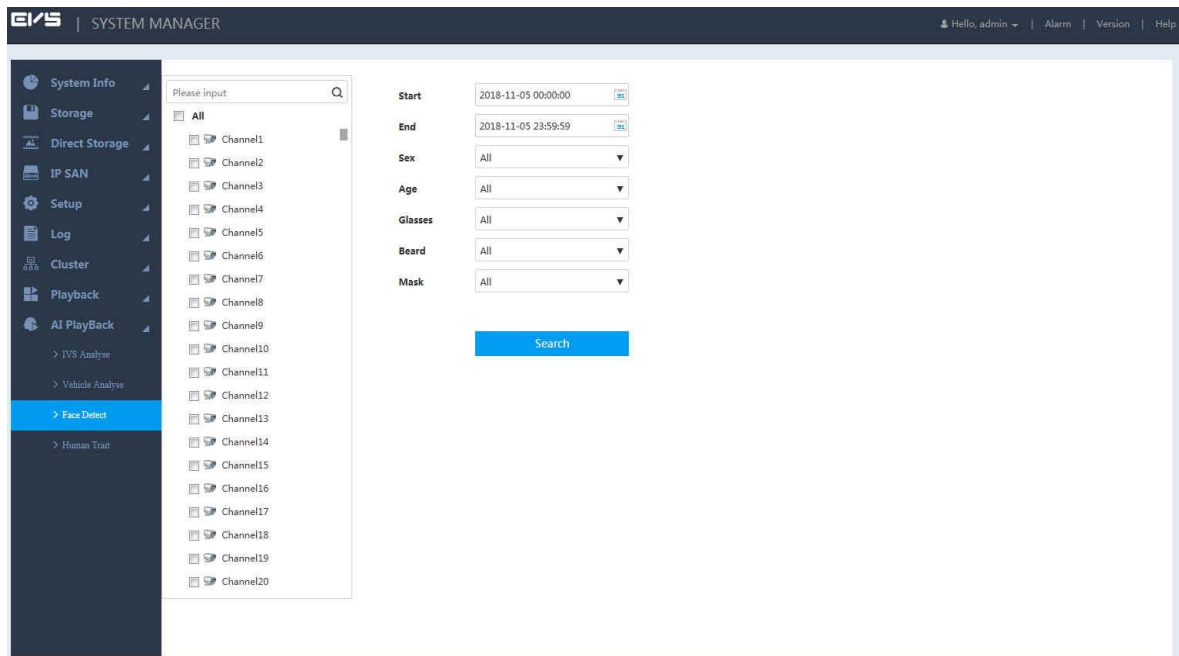 EVS | SYSTEM MANAGER
Hello, admin | Alarm | Version | Help
System Info
Storage
Direct Storage
IP SAN
Setup
Log
Cluster
Playback
AI PlayBack
> IVS Analyse
> Vehicle Analyse
> Face Detect
> Human Trait
Please input
All
Channel1
Channel2
Channel3
Channel4
Channel5
Channel6
Channel7
Channel8
Channel9
Channel10
Channel11
Channel12
Channel13
Channel14
Channel15
Channel16
Channel17
Channel18
Channel19
Channel20
Start 2018-11-05 00:00:00
End 2018-11-05 23:59:59
Sex All
Age All
Glasses All
Beard All
Mask All
Search